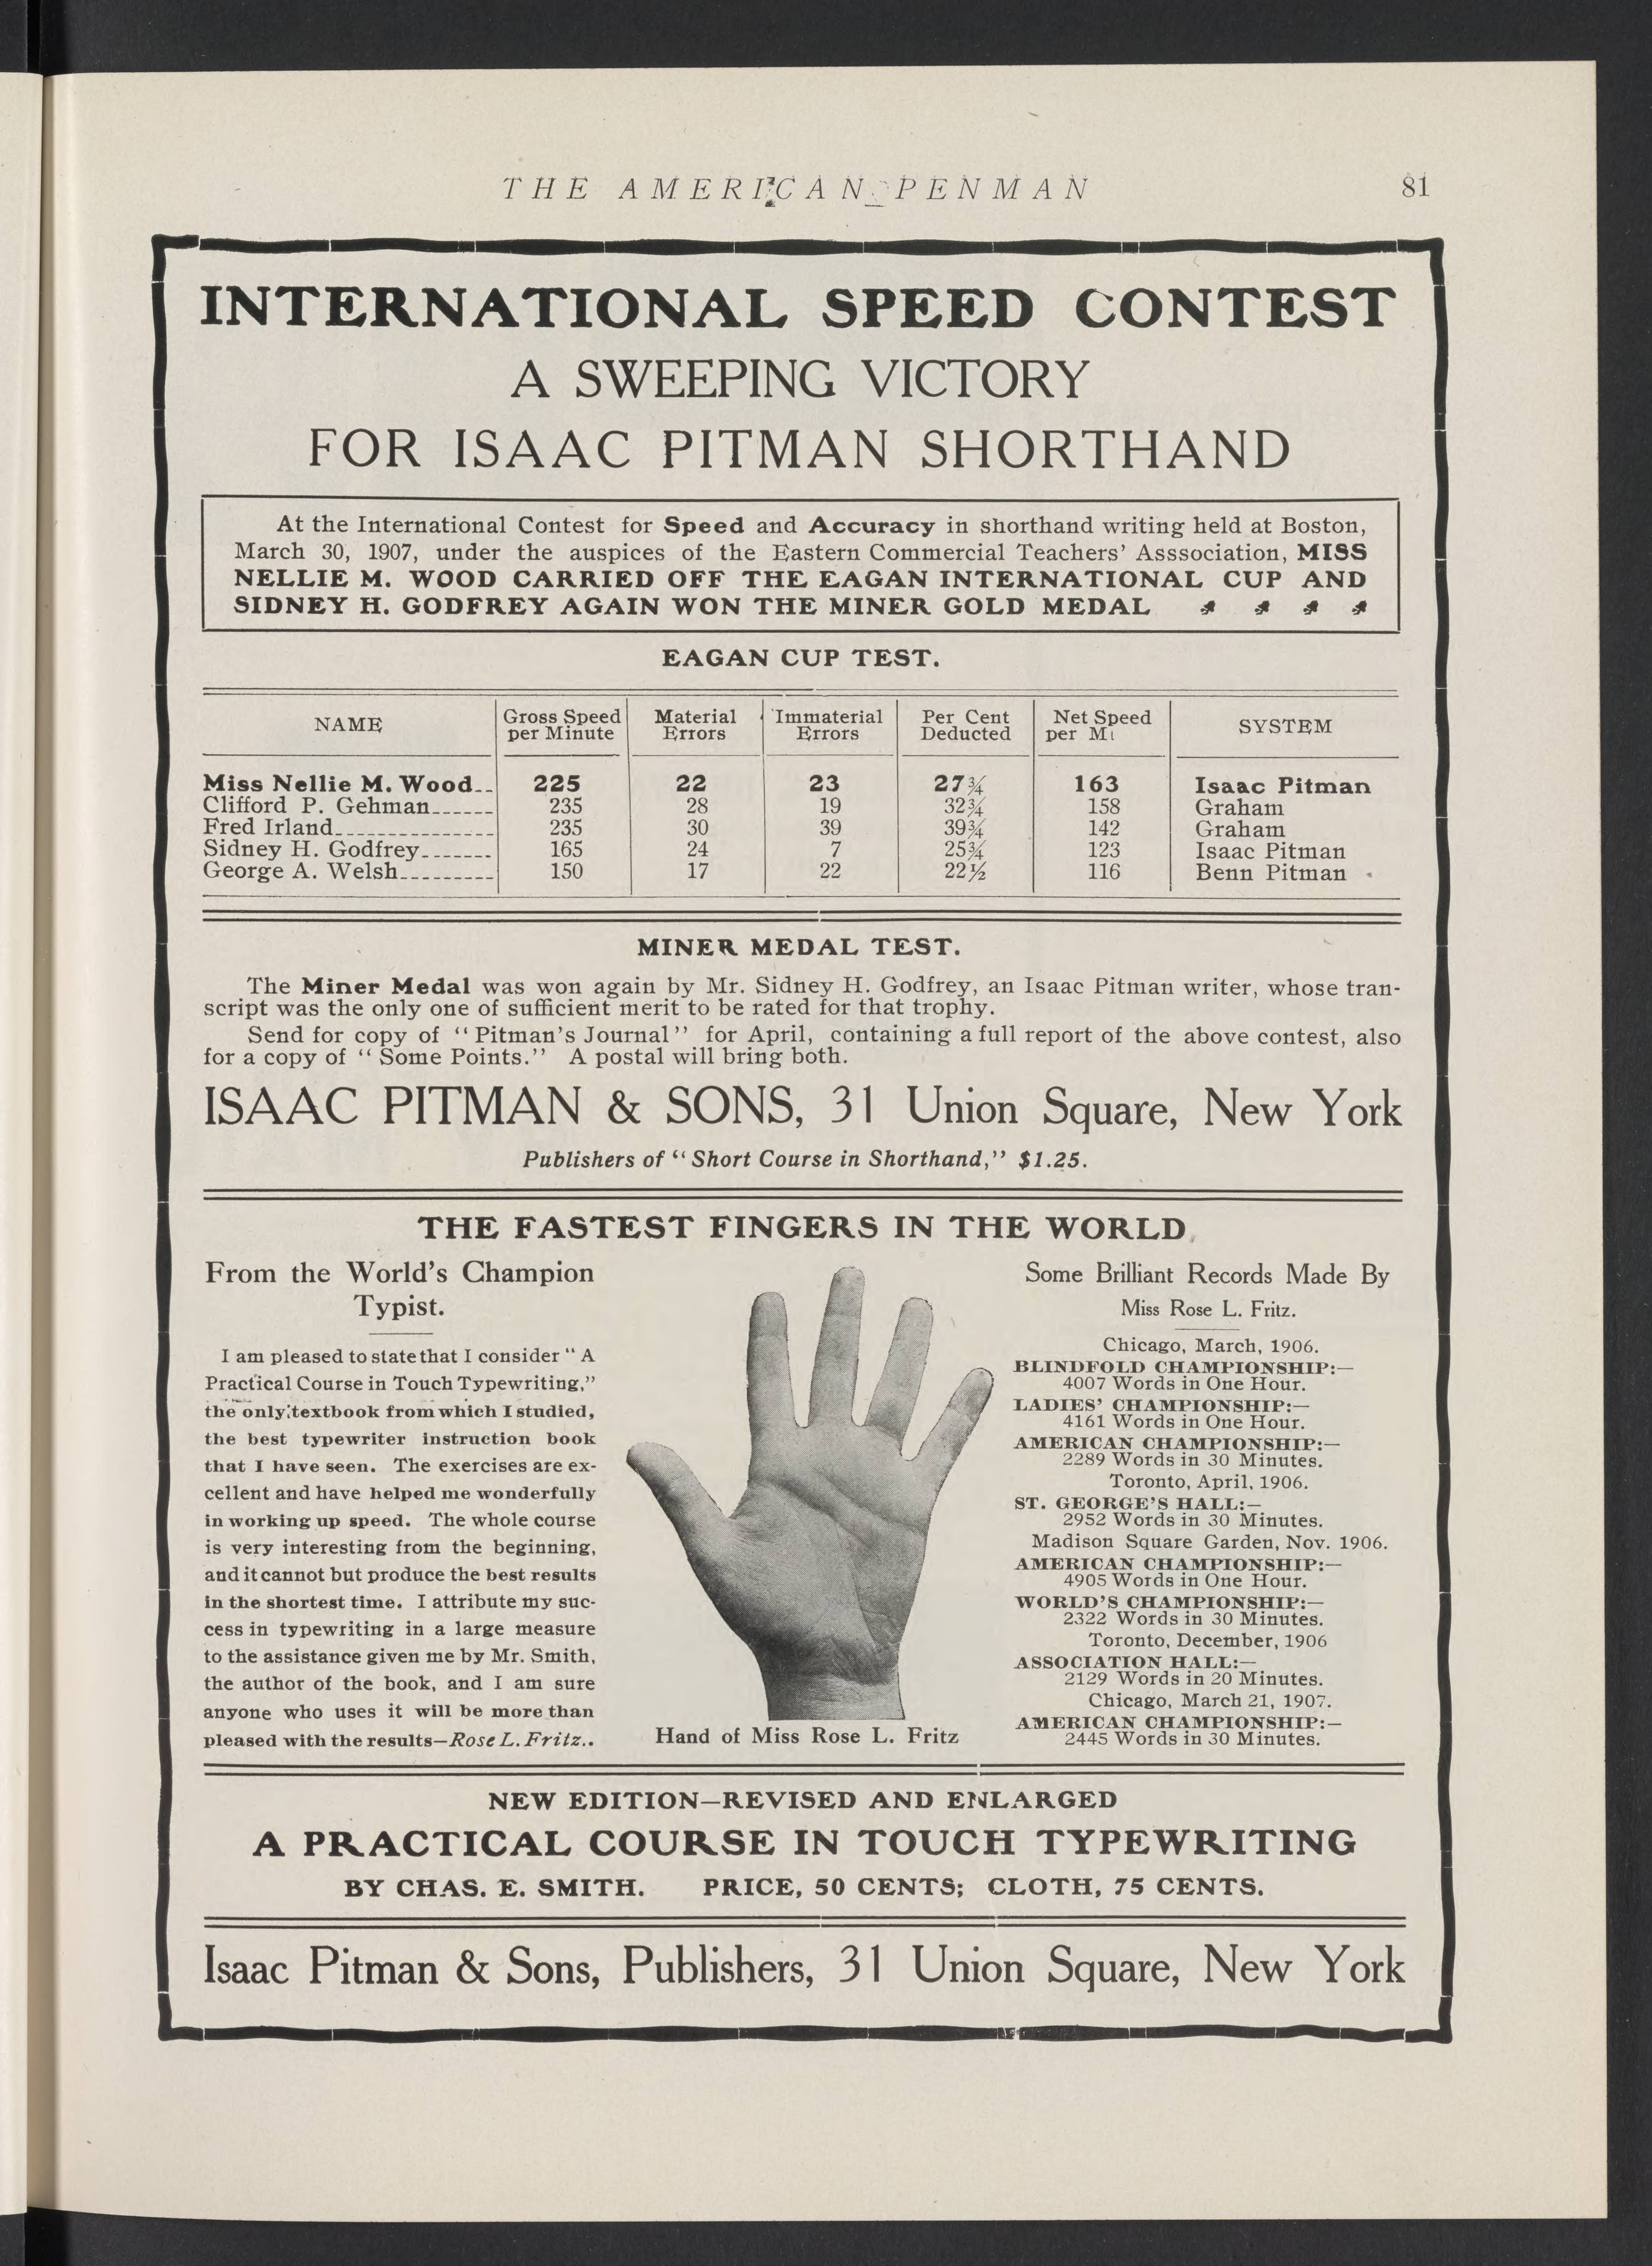 THE AMERICAN PENMAN 81
INTERNATIONAL SPEED CONTEST
A SWEEPING VICTORY
FOR ISAAC PITMAN SHORTHAND
At the International Contest for Speed and Accuracy in shorthand writing held at Boston,
March 30, 1907, under the auspices of the Eastern Commercial Teachers' Asssociation, MISS
NELLIE M. WOOD CARRIED OFF THE EAGAN INTERNATIONAL CUP AND
SIDNEY H. GODFREY AGAIN WON THE MINER GOLD MEDAL
EAGAN CUP TEST.
NAME Gross Speed per Minute Material Errors Immaterial Errors Per Cent Deducted Net Speed per Mi SYSTEM
Miss Nellie M. Wood 225 22 23 27¾ 163 Isaac Pitman
Clifford P. Gehman 235 28 19 32¾ 158 Graham
Fred Irland 235 30 39 39¾ 142 Graham
Sidney H. Godfrey 165 24 7 25¾ 123 Isaac Pitman
George A. Welsh 150 17 22 22½ 116 Benn Pitman
MINER MEDAL TEST.
The Miner Medal was won again by Mr. Sidney H. Godfrey, an Isaac Pitman writer, whose tran-
script was the only one of sufficient merit to be rated for that trophy.
Send for copy of "Pitman's Journal" for April, containing a full report of the above contest, also
for a copy of "Some Points." A postal will bring both.
ISAAC PITMAN & SONS, 31 Union Square, New York
Publishers of "Short Course in Shorthand," $1.25.
THE FASTEST FINGERS IN THE WORLD
From the World's Champion
Typist.
I am pleased to state that I consider "A
Practical Course in Touch Typewriting,"
the only textbook from which I studied,
the best typewriter instruction book
that I have seen. The exercises are ex-
cellent and have helped me wonderfully
in working up speed. The whole course
is very interesting from the beginning,
and it cannot but produce the best results
in the shortest time. I attribute my suc-
cess in typewriting in a large measure
to the assistance given me by Mr. Smith,
the author of the book, and I am sure
anyone who uses it will be more than
pleased with the results—Rose L. Fritz..
Hand of Miss Rose L. Fritz
Some Brilliant Records Made By
Miss Rose L. Fritz.
Chicago, March, 1906.
BLINDFOLD CHAMPIONSHIP:—
4007 Words in One Hour.
LADIES' CHAMPIONSHIP:—
4161 Words in One Hour.
AMERICAN CHAMPIONSHIP:—
2289 Words in 30 Minutes.
Toronto, April, 1906.
ST. GEORGE'S HALL:—
2952 Words in 30 Minutes.
Madison Square Garden, Nov. 1906.
AMERICAN CHAMPIONSHIP:—
4905 Words in One Hour.
WORLD'S CHAMPIONSHIP:—
2322 Words in 30 Minutes.
Toronto, December, 1906
ASSOCIATION HALL:—
2129 Words in 20 Minutes.
Chicago, March 21, 1907.
AMERICAN CHAMPIONSHIP:—
2445 Words in 30 Minutes.
NEW EDITION—REVISED AND ENLARGED
A PRACTICAL COURSE IN TOUCH TYPEWRITING
BY CHAS. E. SMITH. PRICE, 50 CENTS; CLOTH, 75 CENTS.
Isaac Pitman & Sons, Publishers, 31 Union Square, New York